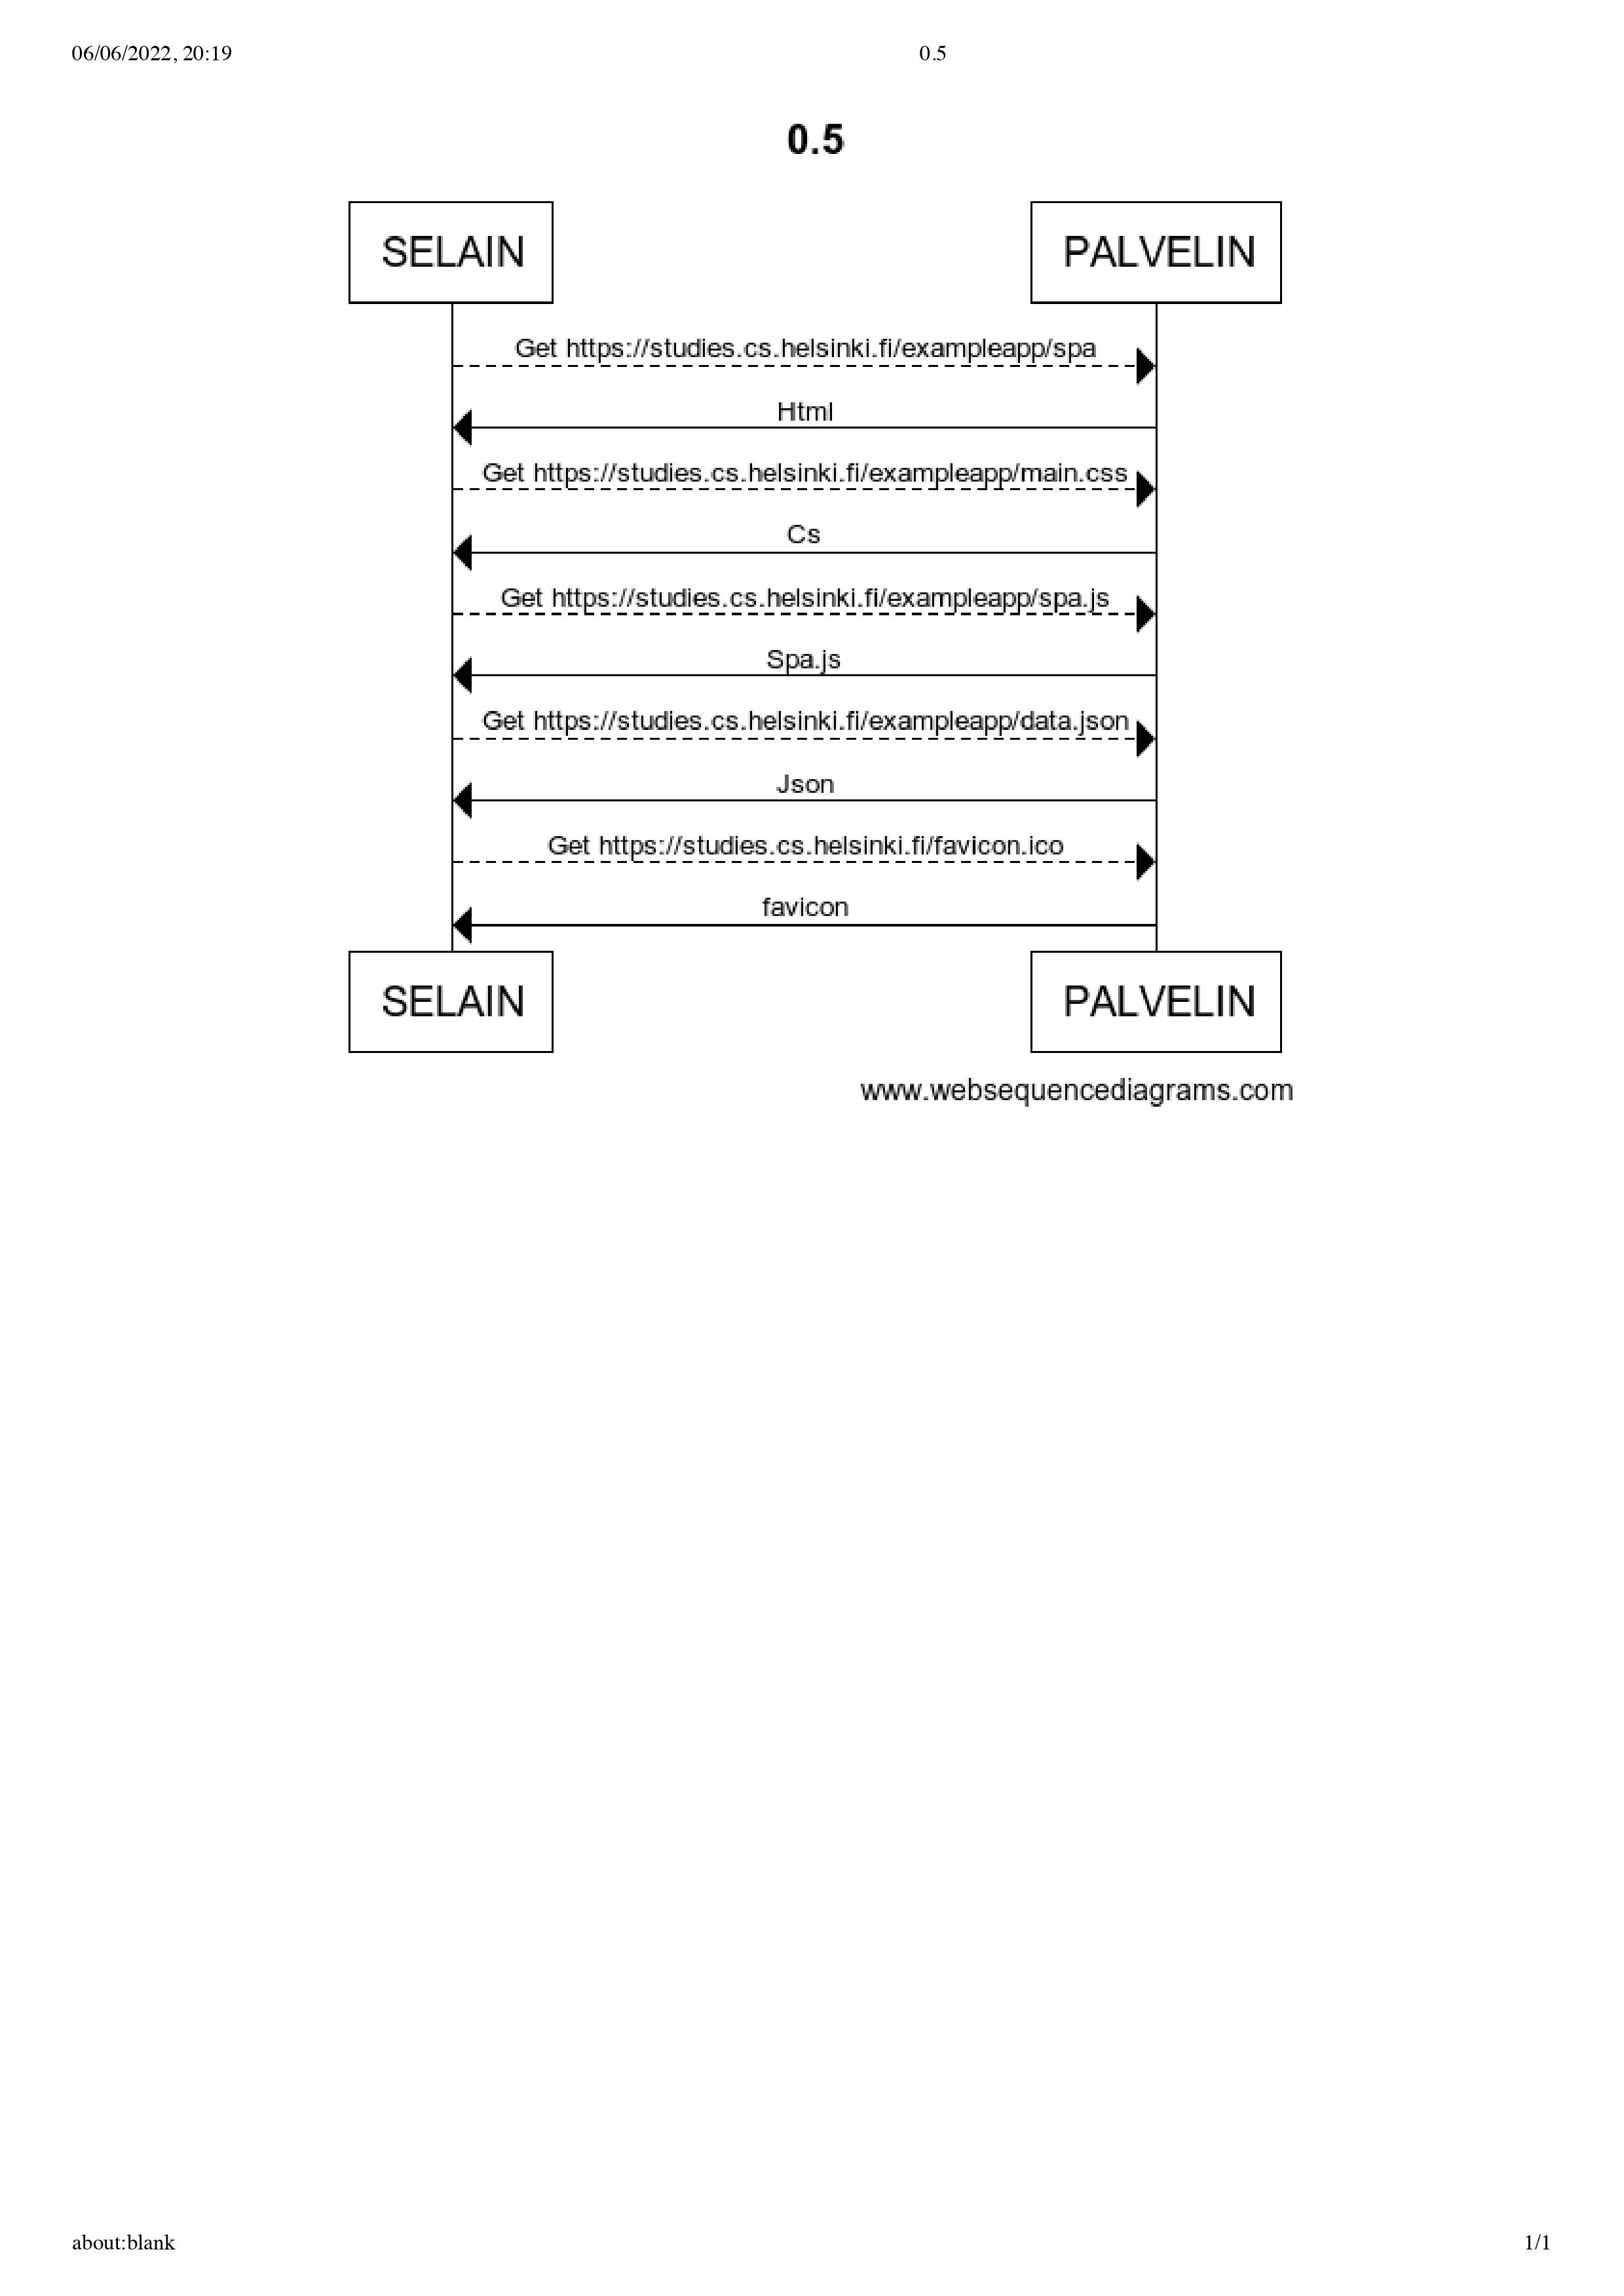 06/06/2022, 20:19 0.5
0.5
SELAIN PALVELIN
Get https://studies.cs.helsinki.fi/exampleapp/spa
Html
Get https://studies.cs.helsinki.fi/exampleapp/main.css
Cs
Get https://studies.cs.helsinki.fi/exampleapp/spa.js
Spa.js
Get https://studies.cs.helsinki.fi/exampleapp/data.json
Json
Get https://studies.cs.helsinki.fi/favicon.ico
favicon
SELAIN PALVELIN
www.websequencediagrams.com
about:blank 1/1